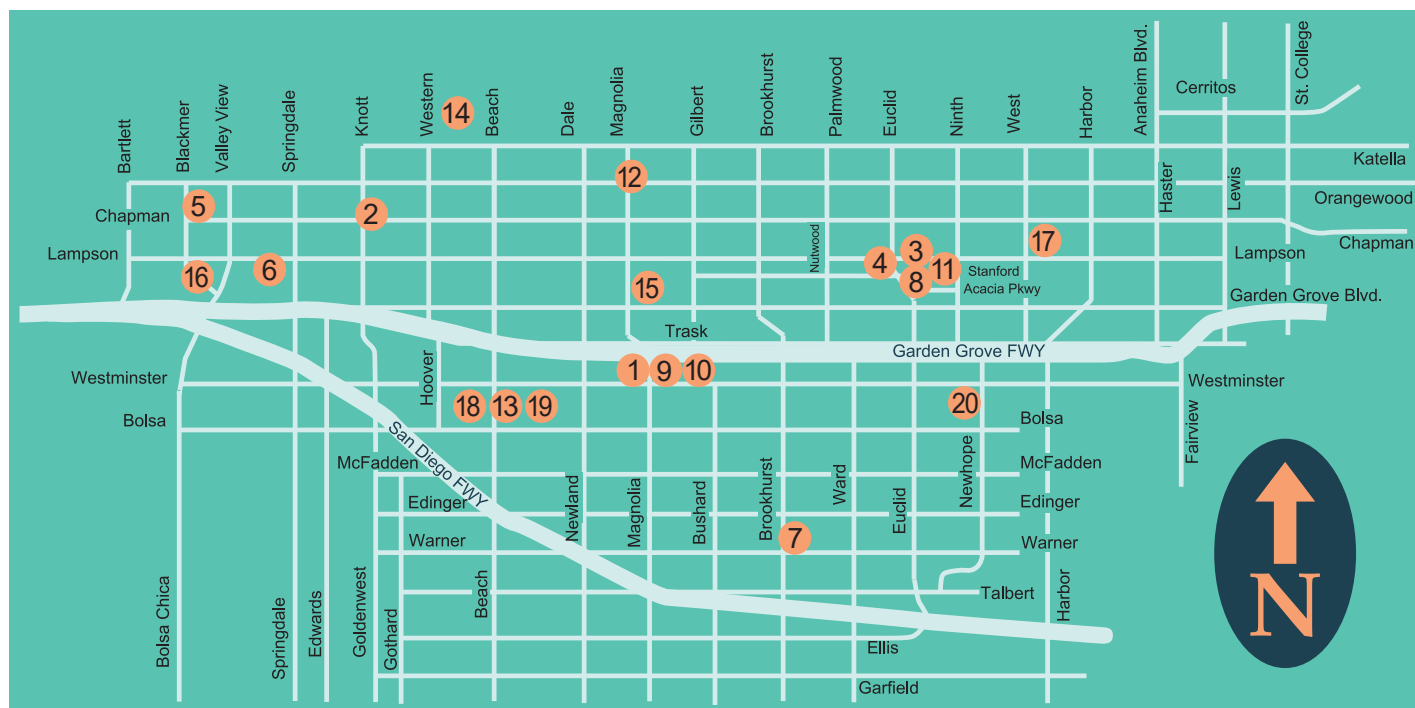 Bartlett
Blackmer
Valley View
Springdale
Knott
Western
14
Beach
Dale
Magnolia
Gilbert
Brookhurst
Palmwood
Euclid
Ninth
West
Harbor
Anaheim Blvd.
Cerritos
St. College
Katella
12
Haster
Lewis
Orangewood
5
2
Chapman
Nutwood
3
17
Chapman
Lampson
16
6
4
11
8
Stanford
Acacia Pkwy
Lampson
15
Garden Grove Blvd.
Trask
Garden Grove FWY
1
9
10
Westminster
Westminster
Hoover
18
13
19
20
Bolsa
Bolsa
San Diego FWY
Fairview
McFadden
McFadden
Edinger
Edinger
Newland
Magnolia
Bushard
Brookhurst
Ward
Euclid
Newhope
7
Warner
Warner
Talbert
Bolsa Chica
Springdale
Edwards
Goldenwest
Gothard
Beach
Harbor
Ellis
Garfield
N